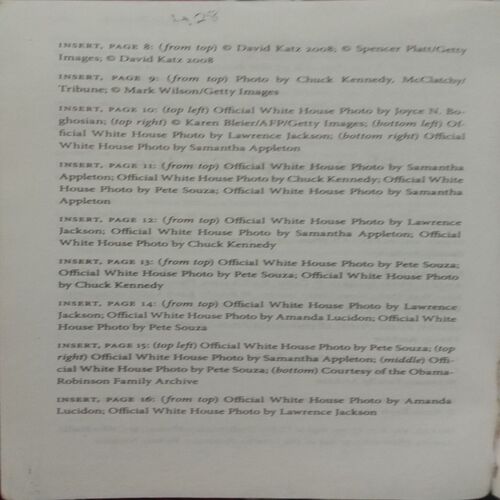 INSERT, PAGE 8: (from top) © David Katz 2008; © Spencer Platt/Getty
Images; © David Katz 2008
INSERT, PAGE 9: (from top) Photo by Chuck Kennedy, McClatchy/
Tribune; © Mark Wilson/Getty Images
INSERT, PAGE 10: (top left) Official White House Photo by Joyce N. Bo-
ghosian; (top right) © Karen Bleier/AFP/Getty Images; (bottom left) Of-
ficial White House Photo by Lawrence Jackson; (bottom right) Official
White House Photo by Samantha Appleton
INSERT, PAGE 11: (from top) Official White House Photo by Samantha
Appleton; Official White House Photo by Chuck Kennedy; Official White
House Photo by Pete Souza; Official White House Photo by Samantha
Appleton
INSERT, PAGE 12: (from top) Official White House Photo by Lawrence
Jackson; Official White House Photo by Samantha Appleton; Official
White House Photo by Chuck Kennedy
INSERT, PAGE 13: (from top) Official White House Photo by Pete Souza;
Official White House Photo by Pete Souza; Official White House Photo
by Chuck Kennedy
INSERT, PAGE 14: (from top) Official White House Photo by Lawrence
Jackson; Official White House Photo by Amanda Lucidon; Official White
House Photo by Pete Souza
INSERT, PAGE 15: (top left) Official White House Photo by Pete Souza; (top
right) Official White House Photo by Samantha Appleton; (middle) Offi-
cial White House Photo by Pete Souza; (bottom) Courtesy of the Obama-
Robinson Family Archive
INSERT, PAGE 16: (from top) Official White House Photo by Amanda
Lucidon; Official White House Photo by Lawrence Jackson